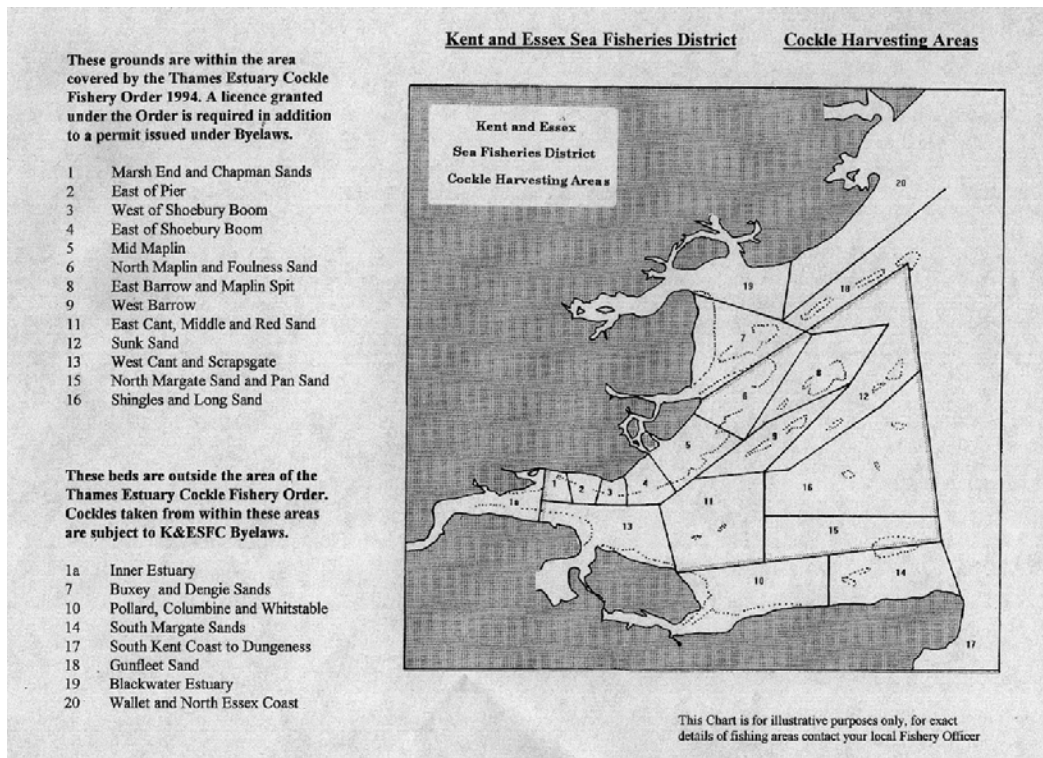 Kent and Essex Sea Fisheries District Cockle Harvesting Areas
These grounds are within the area
covered by the Thames Estuary Cockle
Fishery Order 1994. A licence granted
under the Order is required in addition
to a permit issued under Byelaws.
1 Marsh End and Chapman Sands
2 East of Pier
3 West of Shoebury Boom
4 East of Shoebury Boom
5 Mid Maplin
6 North Maplin and Foulness Sand
8 East Barrow and Maplin Spit
9 West Barrow
11 East Cant, Middle and Red Sand
12 Sunk Sand
13 West Cant and Scrapsgate
15 North Margate Sand and Pan Sand
16 Shingles and Long Sand
These beds are outside the area of the
Thames Estuary Cockle Fishery Order.
Cockles taken from within these areas
are subject to K&ESFC Byelaws.
1a Inner Estuary
7 Buxey and Dengie Sands
10 Pollard, Columbine and Whitstable
14 South Margate Sands
17 South Kent Coast to Dungeness
18 Gunfleet Sand
19 Blackwater Estuary
20 Wallet and North Essex Coast
Kent and Essex
Sea Fisheries District
Cockle Harvesting Areas
20
19
18
7
8
6
12
5
9
1
2
3
4
1a
11
16
13
15
10
14
17
This Chart is for illustrative purposes only, for exact
details of fishing areas contact your local Fishery Officer